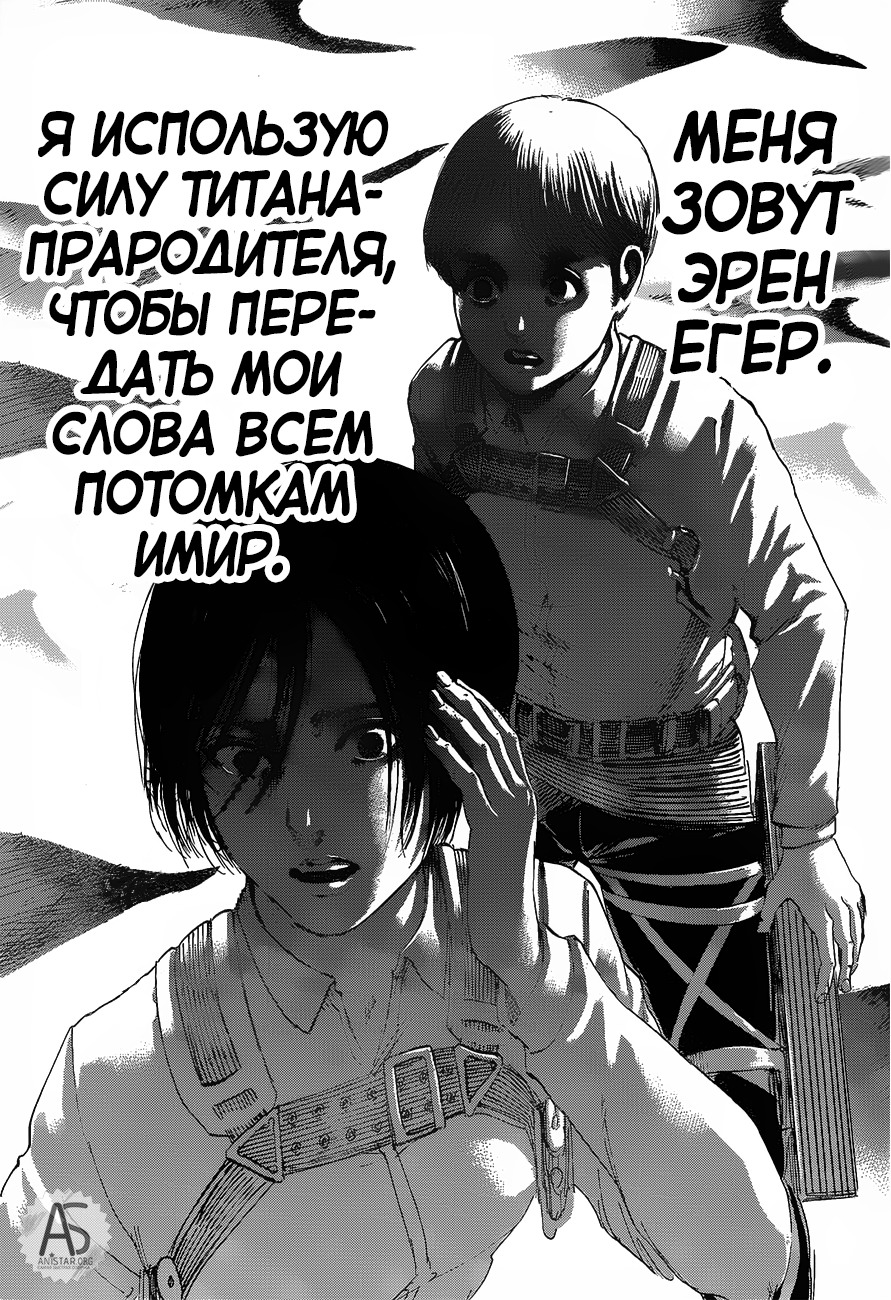 МЕНЯ
ЗОВУТ
ЭРЕН
ЕГЕР.
Я ИСПОЛЬЗУЮ
СИЛУ ТИТАНА-
ПРАРОДИТЕЛЯ,
ЧТОБЫ ПЕРЕ-
ДАТЬ МОИ
СЛОВА ВСЕМ
ПОТОМКАМ
ИМИР.
AS
ANISTAR.ORG